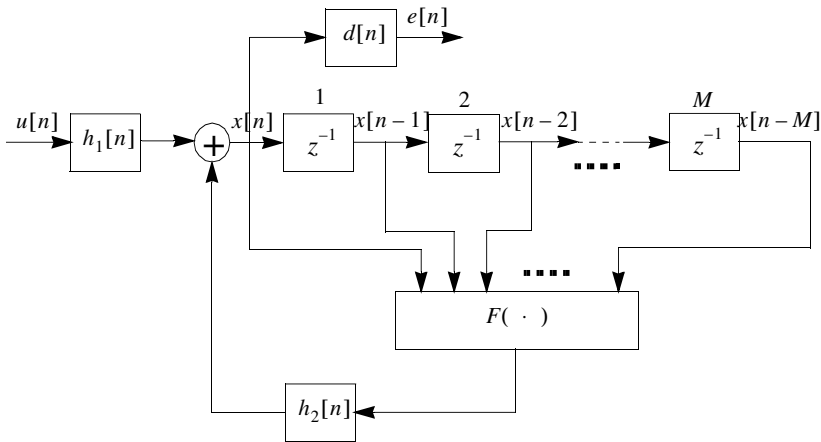 d[n]
e[n]
u[n]
h₁[n]
+
x[n]
1
z⁻¹
x[n−1]
2
z⁻¹
x[n−2]
M
z⁻¹
x[n−M]
F( · )
h₂[n]